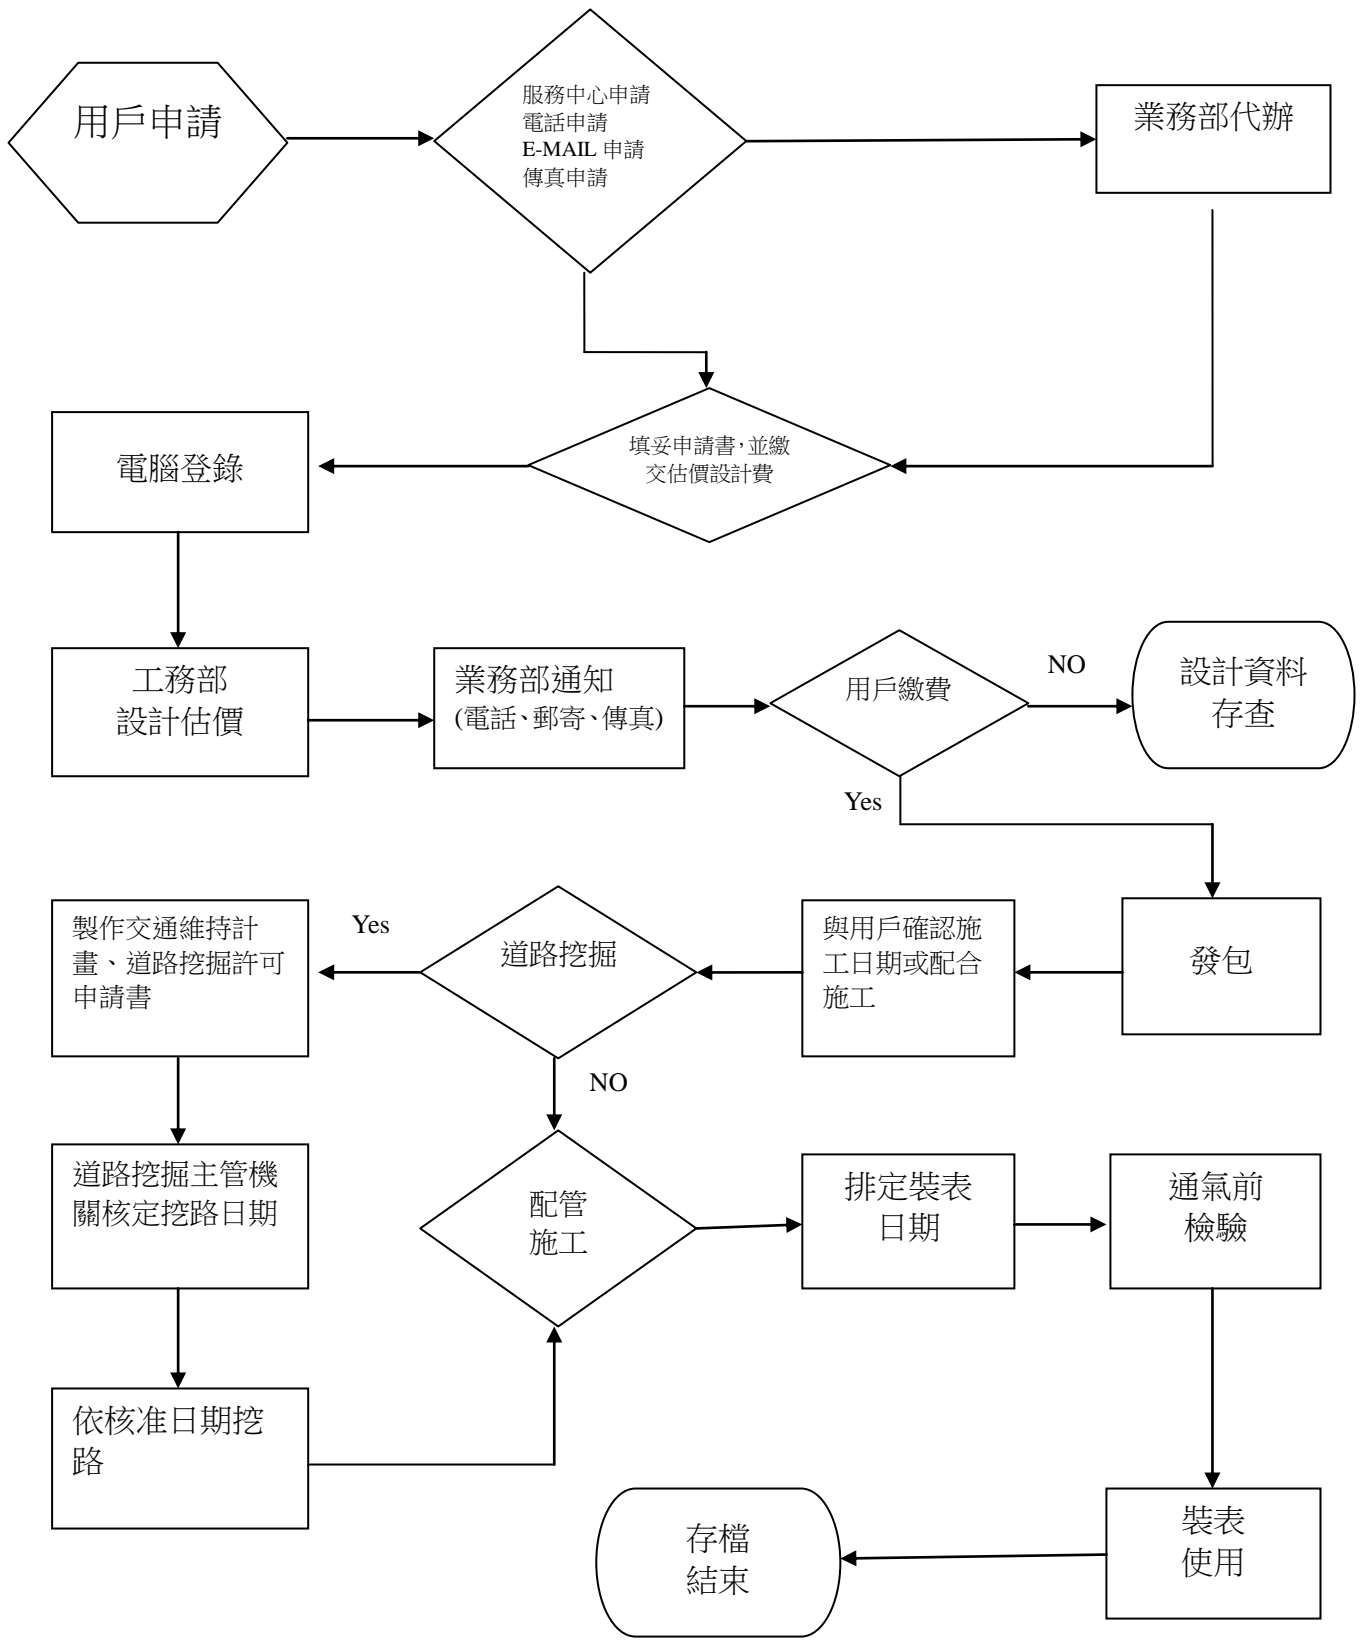 用戶申請
服務中心申請
電話申請
E-MAIL 申請
傳真申請
業務部代辦
填妥申請書，並繳
交估價設計費
電腦登錄
工務部
設計估價
業務部通知
(電話、郵寄、傳真)
用戶繳費
NO
設計資料
存查
Yes
發包
與用戶確認施
工日期或配合
施工
道路挖掘
Yes
製作交通維持計
畫、道路挖掘許可
申請書
NO
道路挖掘主管機
關核定挖路日期
配管
施工
排定裝表
日期
通氣前
檢驗
依核准日期挖
路
裝表
使用
存檔
結束